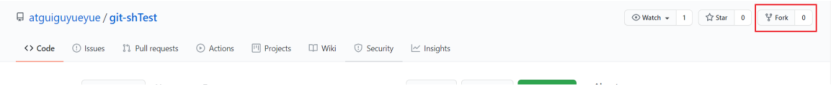 atguiguyueyue / git-shTest
Watch 1 Star 0 Fork 0
Code Issues Pull requests Actions Projects Wiki Security Insights